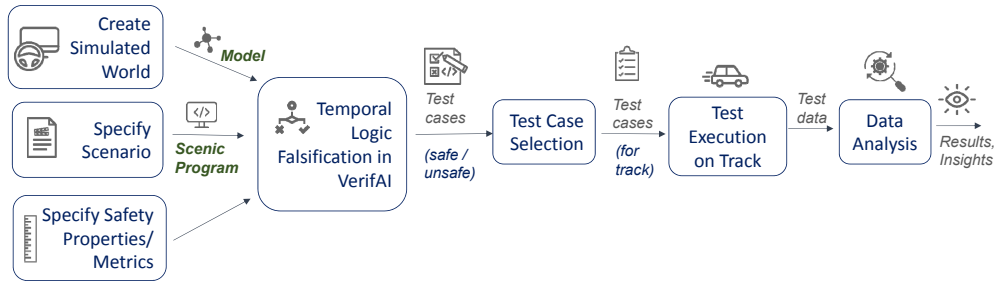 Create
Simulated
World
Model
Specify
Scenario
</>
Scenic
Program
Specify Safety
Properties/
Metrics
Temporal
Logic
Falsification in
VerifAI
</>
Test
cases
(safe /
unsafe)
Test Case
Selection
Test
cases
(for
track)
Test
Execution
on Track
Test
data
Data
Analysis
Results,
Insights